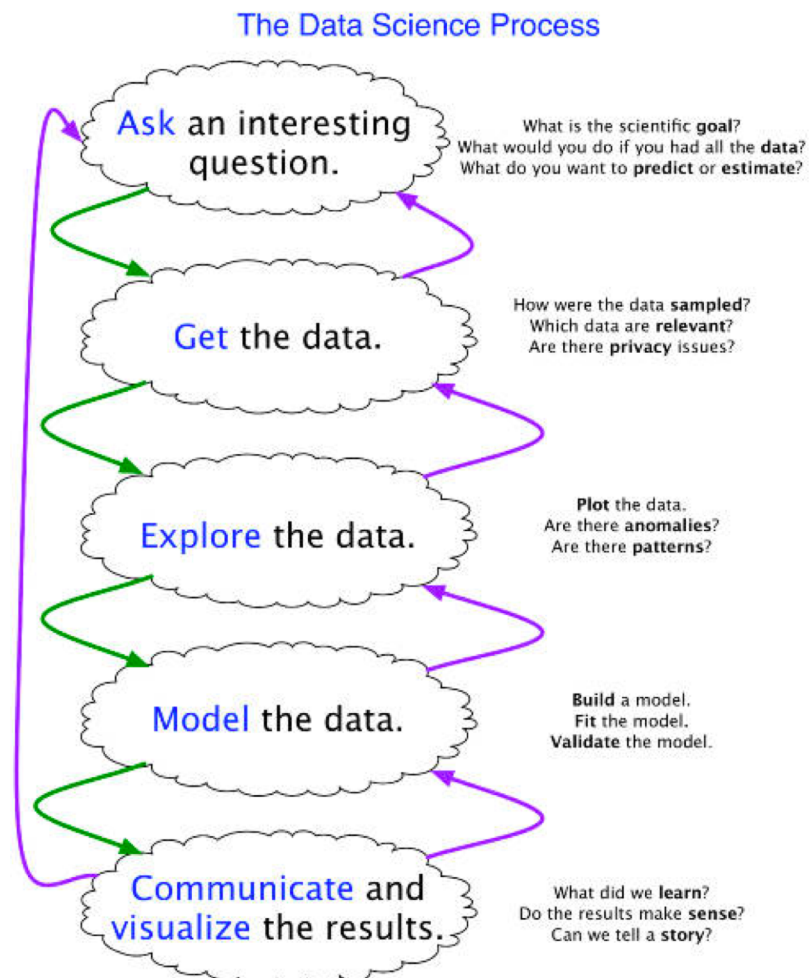 The Data Science Process
Ask an interesting
question.
What is the scientific goal?
What would you do if you had all the data?
What do you want to predict or estimate?
Get the data.
How were the data sampled?
Which data are relevant?
Are there privacy issues?
Explore the data.
Plot the data.
Are there anomalies?
Are there patterns?
Model the data.
Build a model.
Fit the model.
Validate the model.
Communicate and
visualize the results.
What did we learn?
Do the results make sense?
Can we tell a story?